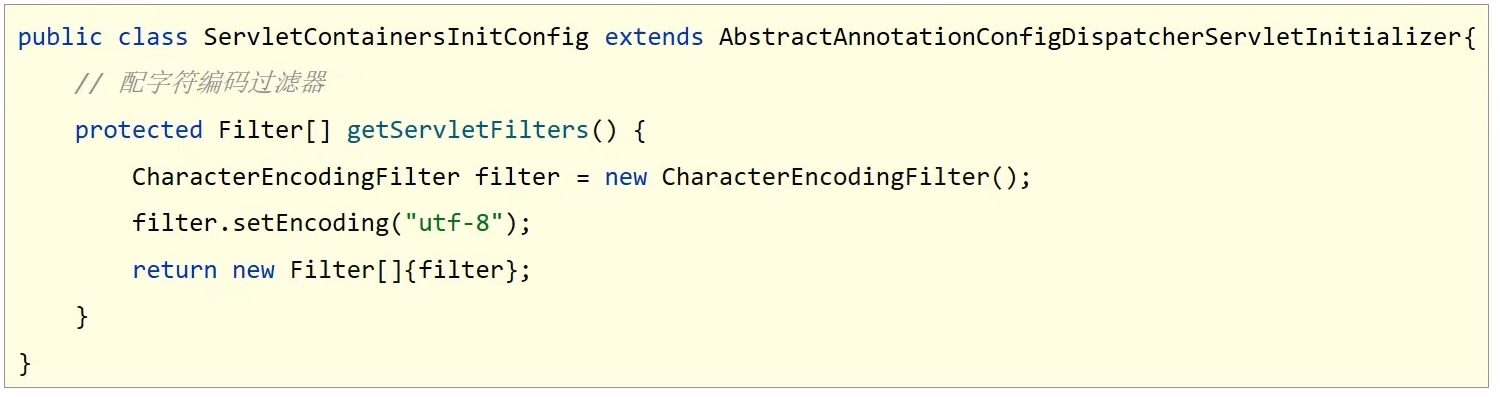 public class ServletContainersInitConfig extends AbstractAnnotationConfigDispatcherServletInitializer{
    // 配字符编码过滤器
    protected Filter[] getServletFilters() {
        CharacterEncodingFilter filter = new CharacterEncodingFilter();
        filter.setEncoding("utf-8");
        return new Filter[]{filter};
    }
}